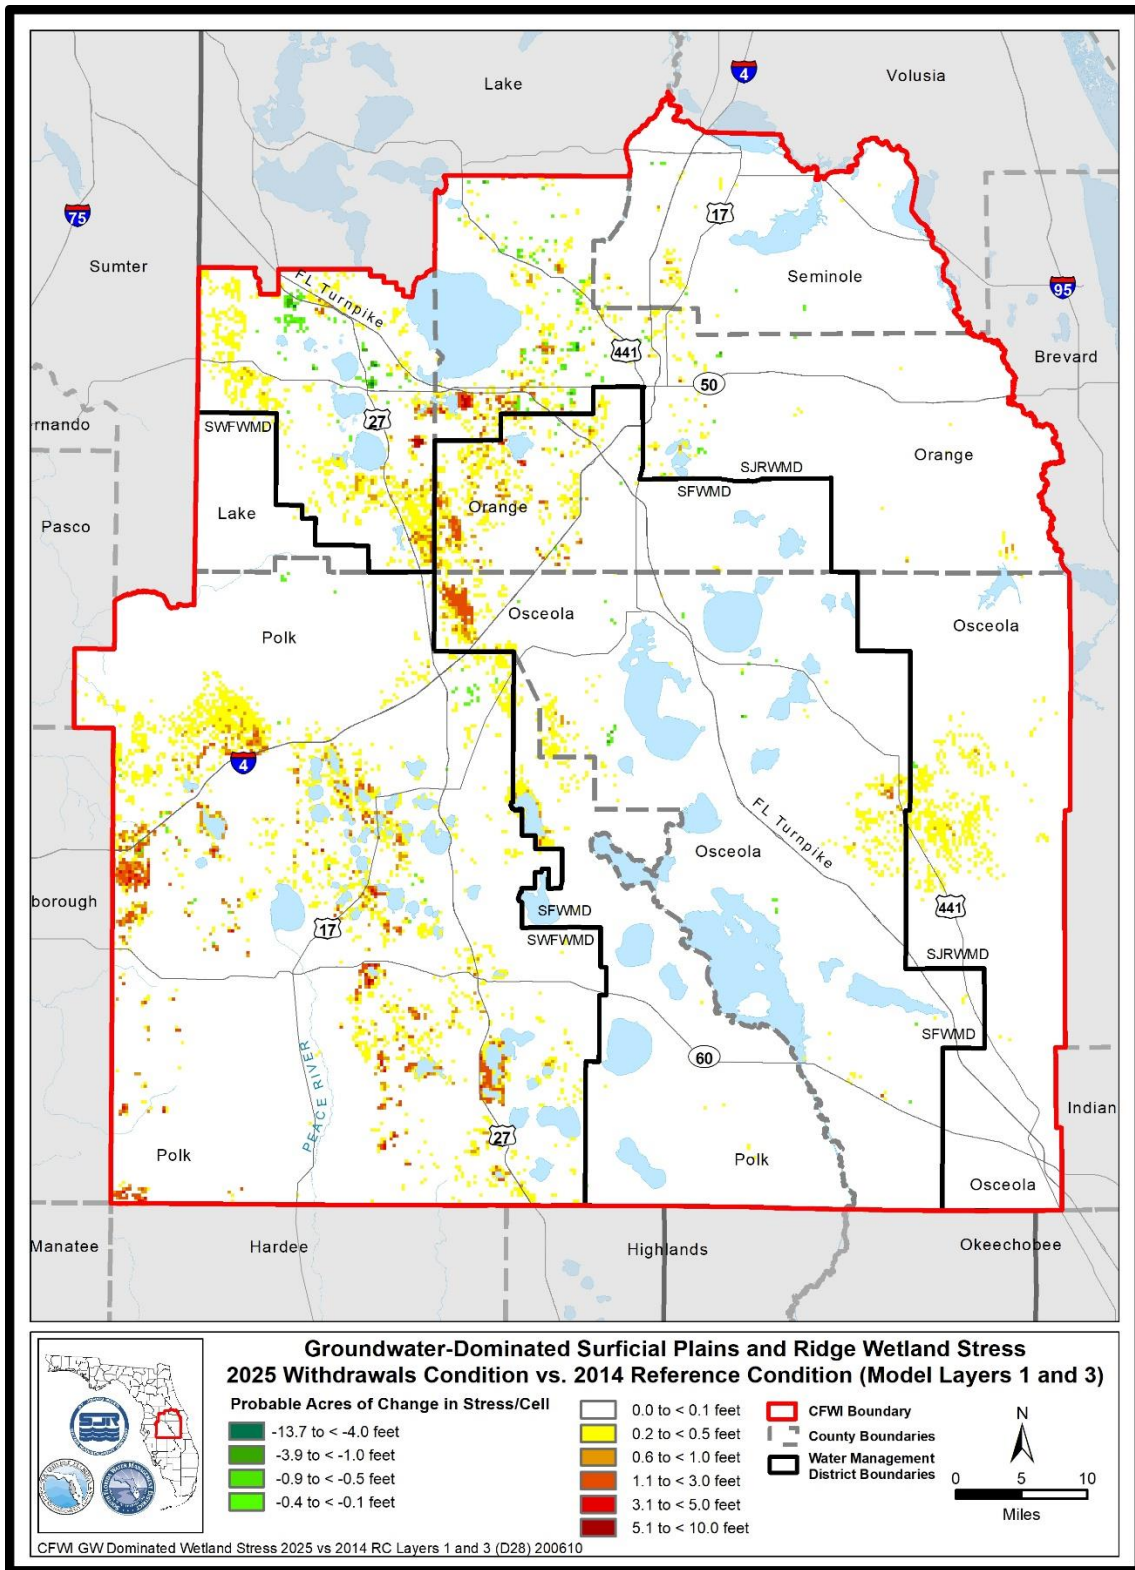 Lake
4
Volusia
75
17
Sumter
FL Turnpike
Seminole
95
441
Brevard
50
27
rnando
SWFWMD
SJRWMD
SFWMD
Orange
Lake
Orange
Pasco
Polk
Osceola
Osceola
4
FL Turnpike
Osceola
borough
17
SFWMD
SWFWMD
441
SJRWMD
SFWMD
60
PEACE RIVER
27
Polk
Polk
Indian
Osceola
Manatee
Hardee
Highlands
Okeechobee
Groundwater-Dominated Surficial Plains and Ridge Wetland Stress
2025 Withdrawals Condition vs. 2014 Reference Condition (Model Layers 1 and 3)
Probable Acres of Change in Stress/Cell
-13.7 to < -4.0 feet
-3.9 to < -1.0 feet
-0.9 to < -0.5 feet
-0.4 to < -0.1 feet
0.0 to < 0.1 feet
0.2 to < 0.5 feet
0.6 to < 1.0 feet
1.1 to < 3.0 feet
3.1 to < 5.0 feet
5.1 to < 10.0 feet
CFWI Boundary
County Boundaries
Water Management
District Boundaries
N
0 5 10
Miles
SJR
CFWI GW Dominated Wetland Stress 2025 vs 2014 RC Layers 1 and 3 (D28) 200610